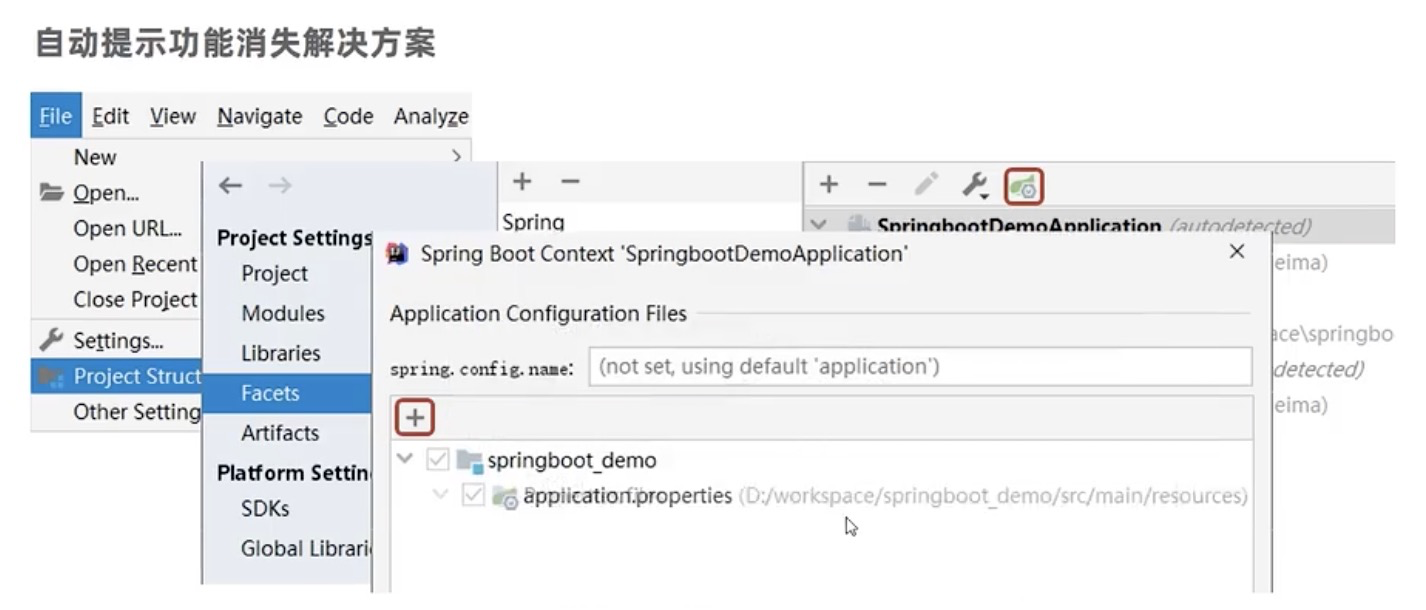 自动提示功能消失解决方案
File Edit View Navigate Code Analyze
New
Open...
Open URL...
Open Recent
Close Project
Settings...
Project Struct
Other Setting
Project Settings
Project
Modules
Libraries
Facets
Artifacts
Platform Settin
SDKs
Global Librari
Spring
SpringbootDemoApplication (autodetected)
eima)
ace\springbo
detected)
eima)
Spring Boot Context 'SpringbootDemoApplication'
Application Configuration Files
spring.config.name: (not set, using default 'application')
springboot_demo
application.properties (D:/workspace/springboot_demo/src/main/resources)